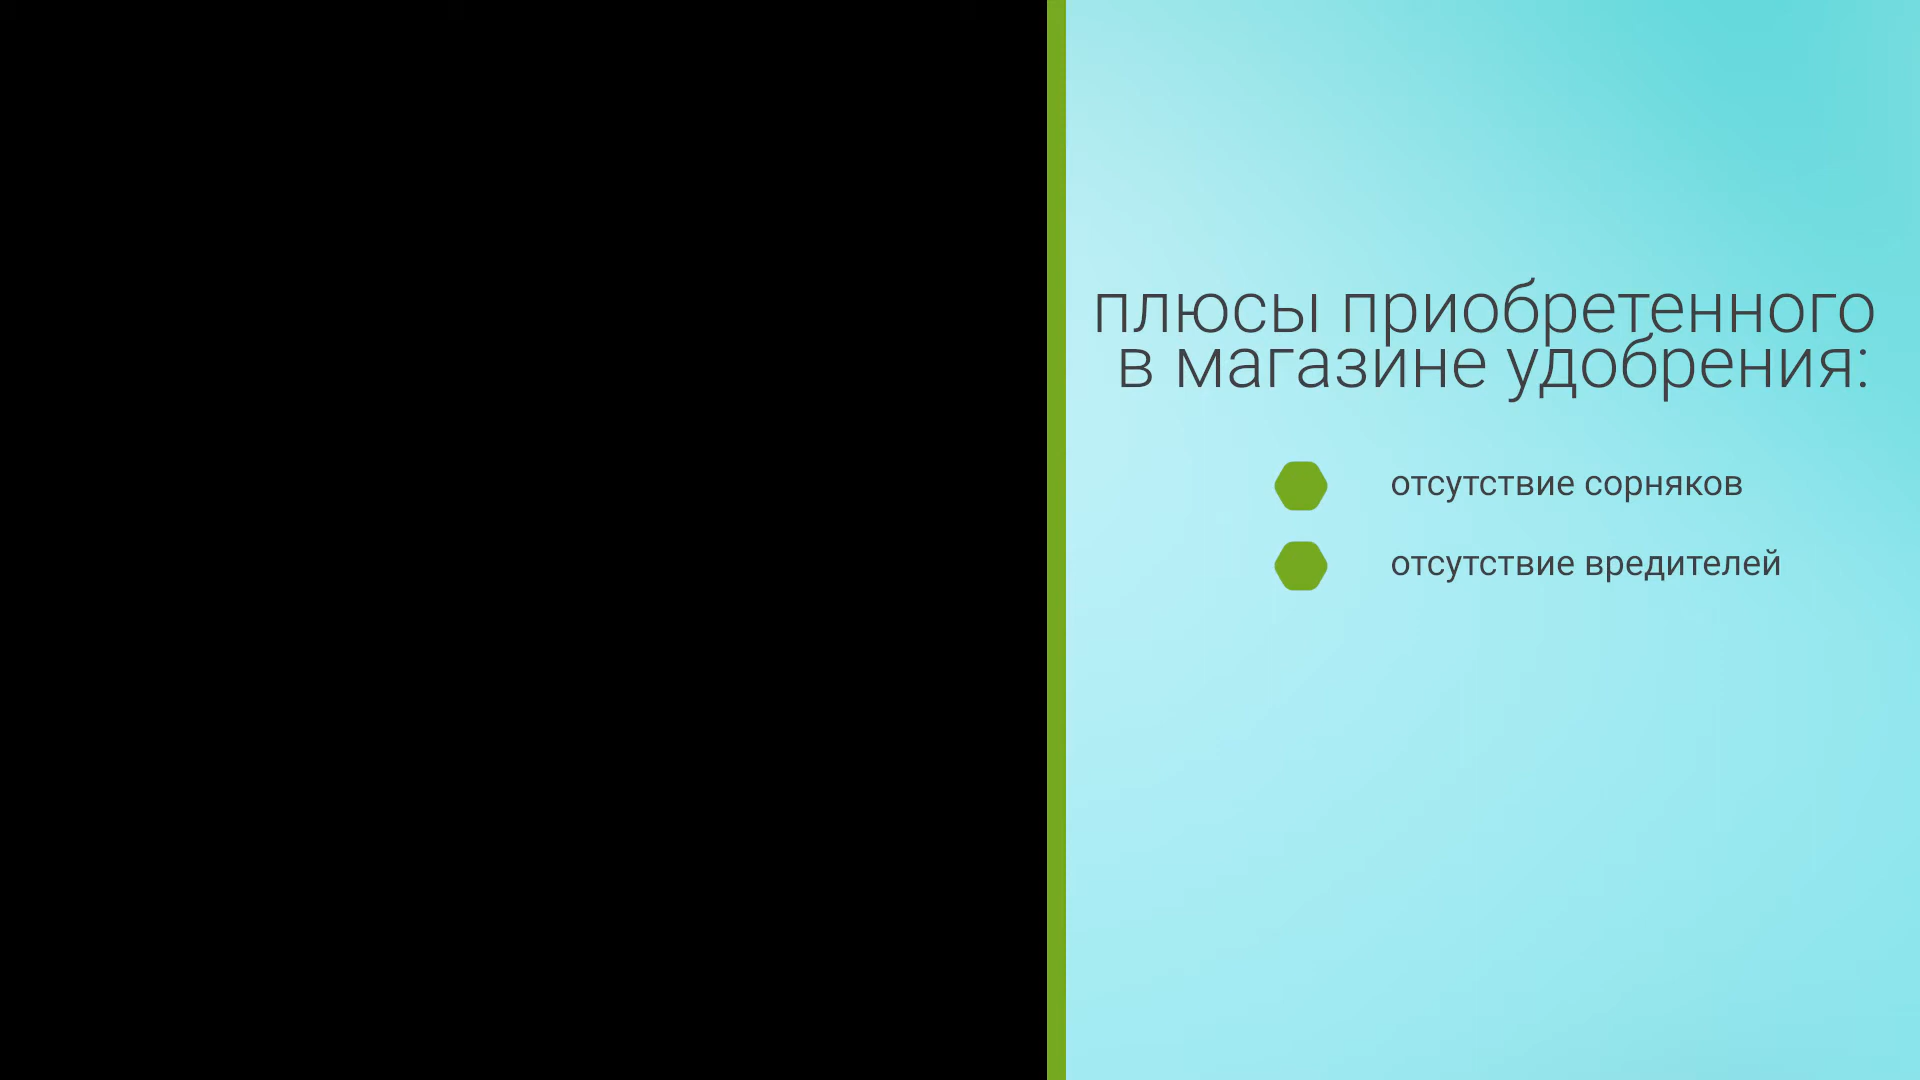 плюсы приобретенного
в магазине удобрения:
отсутствие сорняков
отсутствие вредителей